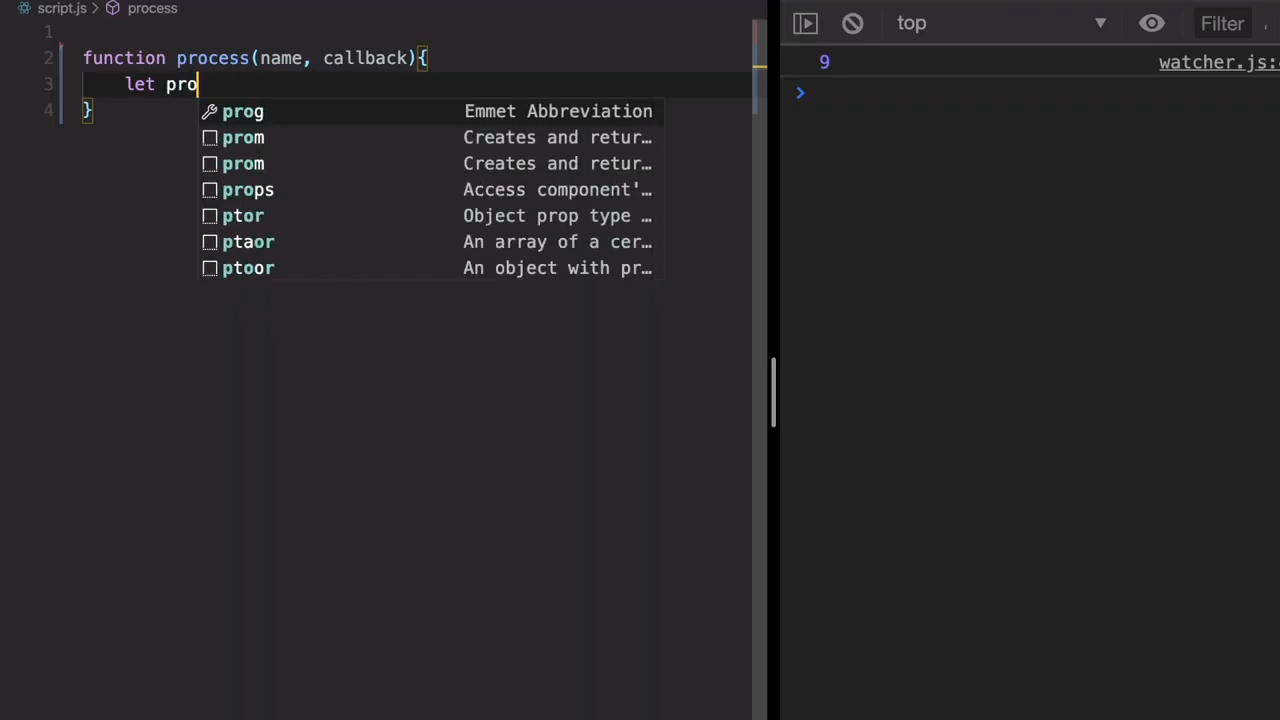 script.js > process
1
2 function process(name, callback){
3 let pro
4 }
prog Emmet Abbreviation
prom Creates and retur…
prom Creates and retur…
props Access component'…
ptor Object prop type …
ptaor An array of a cer…
ptoor An object with pr…
top Filter
9 watcher.js:
>